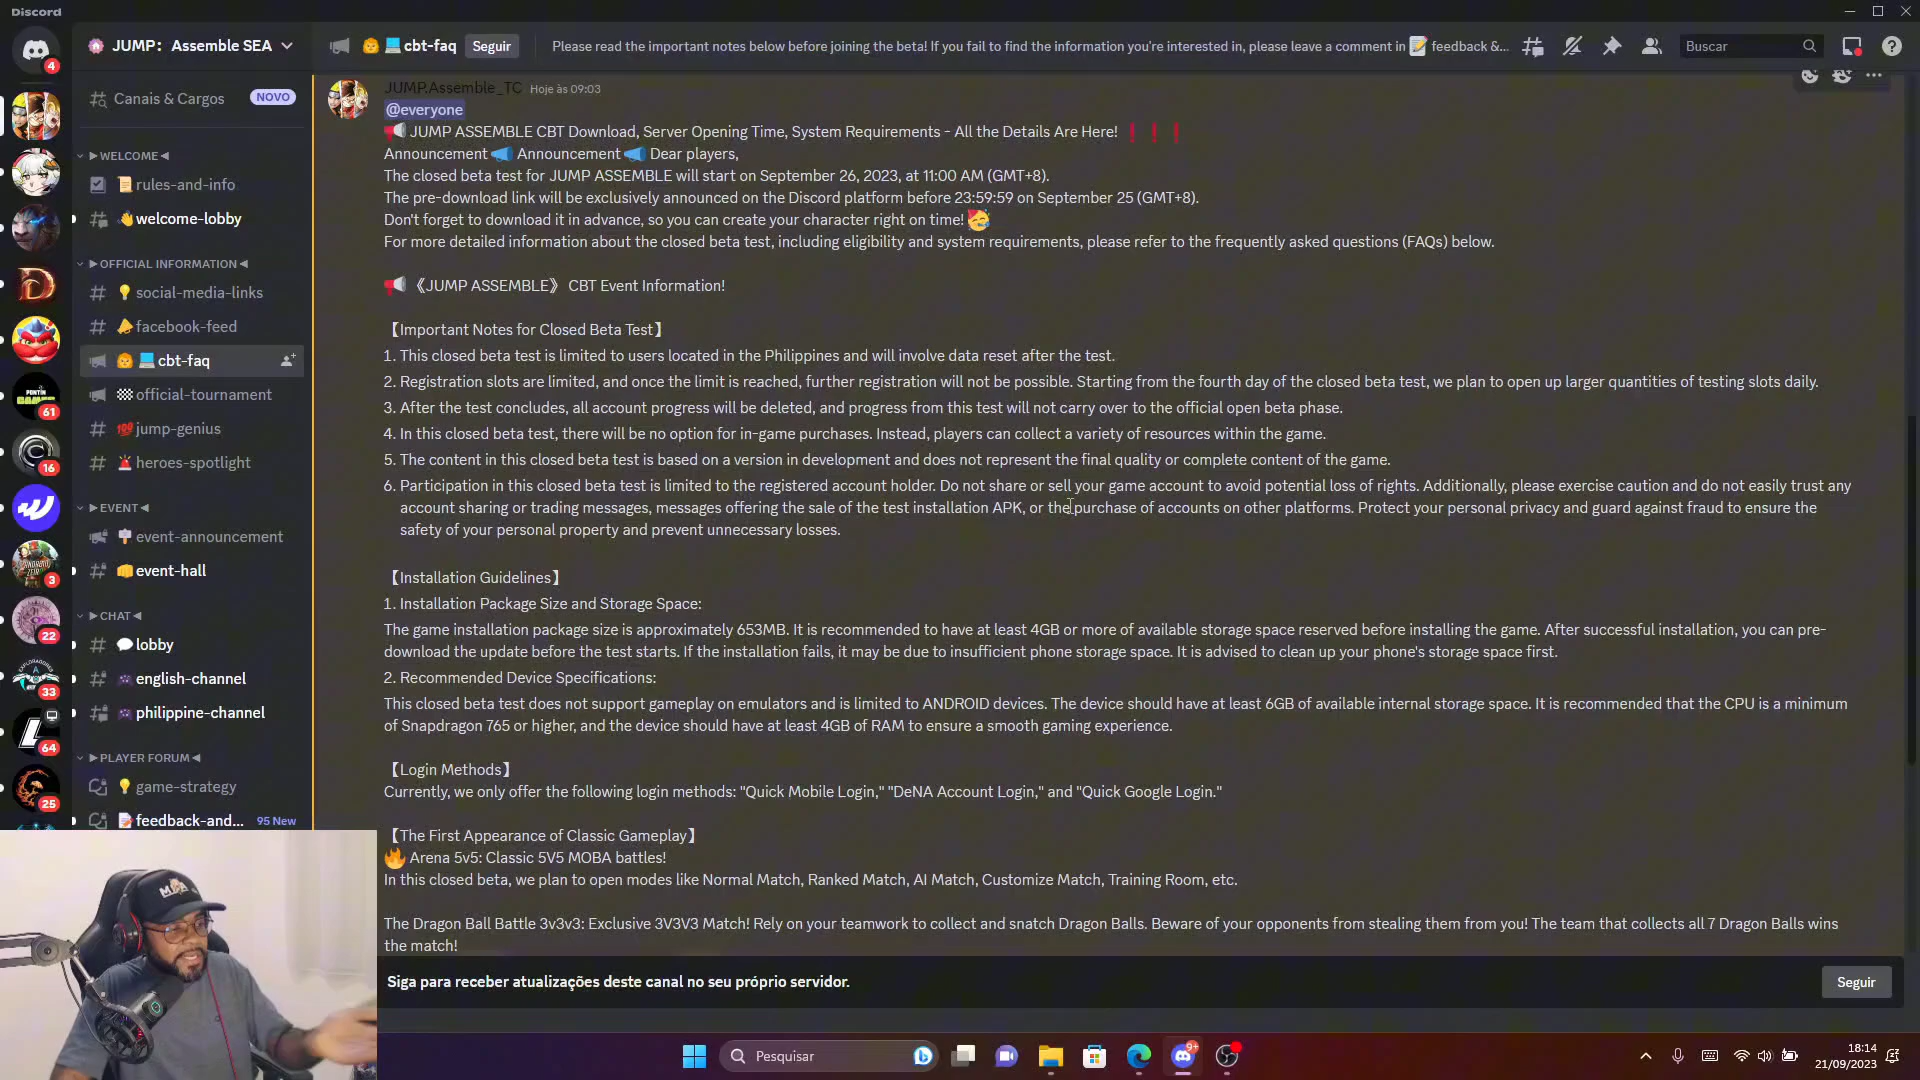 Discord
JUMP： Assemble SEA
cbt-faq
Seguir
Please read the important notes below before joining the beta! If you fail to find the information you're interested in, please leave a comment in 📝 feedback &...
Buscar
4
61
16
3
22
33
64
25
Canais & Cargos
NOVO
►WELCOME◄
rules-and-info
welcome-lobby
►OFFICIAL INFORMATION◄
social-media-links
facebook-feed
cbt-faq
official-tournament
jump-genius
heroes-spotlight
►EVENT◄
event-announcement
event-hall
►CHAT◄
lobby
english-channel
philippine-channel
►PLAYER FORUM◄
game-strategy
feedback-and...
95 New
JUMP.Assemble_TC
Hoje às 09:03
@everyone
JUMP ASSEMBLE CBT Download, Server Opening Time, System Requirements - All the Details Are Here! ❗ ❗ ❗
Announcement 📣 Announcement 📣 Dear players,
The closed beta test for JUMP ASSEMBLE will start on September 26, 2023, at 11:00 AM (GMT+8).
The pre-download link will be exclusively announced on the Discord platform before 23:59:59 on September 25 (GMT+8).
Don't forget to download it in advance, so you can create your character right on time! 🥳
For more detailed information about the closed beta test, including eligibility and system requirements, please refer to the frequently asked questions (FAQs) below.
《JUMP ASSEMBLE》 CBT Event Information!
【Important Notes for Closed Beta Test】
1. This closed beta test is limited to users located in the Philippines and will involve data reset after the test.
2. Registration slots are limited, and once the limit is reached, further registration will not be possible. Starting from the fourth day of the closed beta test, we plan to open up larger quantities of testing slots daily.
3. After the test concludes, all account progress will be deleted, and progress from this test will not carry over to the official open beta phase.
4. In this closed beta test, there will be no option for in-game purchases. Instead, players can collect a variety of resources within the game.
5. The content in this closed beta test is based on a version in development and does not represent the final quality or complete content of the game.
6. Participation in this closed beta test is limited to the registered account holder. Do not share or sell your game account to avoid potential loss of rights. Additionally, please exercise caution and do not easily trust any
account sharing or trading messages, messages offering the sale of the test installation APK, or the purchase of accounts on other platforms. Protect your personal privacy and guard against fraud to ensure the
safety of your personal property and prevent unnecessary losses.
【Installation Guidelines】
1. Installation Package Size and Storage Space:
The game installation package size is approximately 653MB. It is recommended to have at least 4GB or more of available storage space reserved before installing the game. After successful installation, you can pre-
download the update before the test starts. If the installation fails, it may be due to insufficient phone storage space. It is advised to clean up your phone's storage space first.
2. Recommended Device Specifications:
This closed beta test does not support gameplay on emulators and is limited to ANDROID devices. The device should have at least 6GB of available internal storage space. It is recommended that the CPU is a minimum
of Snapdragon 765 or higher, and the device should have at least 4GB of RAM to ensure a smooth gaming experience.
【Login Methods】
Currently, we only offer the following login methods: "Quick Mobile Login," "DeNA Account Login," and "Quick Google Login."
【The First Appearance of Classic Gameplay】
🔥 Arena 5v5: Classic 5V5 MOBA battles!
In this closed beta, we plan to open modes like Normal Match, Ranked Match, AI Match, Customize Match, Training Room, etc.
The Dragon Ball Battle 3v3v3: Exclusive 3V3V3 Match! Rely on your teamwork to collect and snatch Dragon Balls. Beware of your opponents from stealing them from you! The team that collects all 7 Dragon Balls wins
the match!
Siga para receber atualizações deste canal no seu próprio servidor.
Seguir
Pesquisar
9+
18:14
21/09/2023